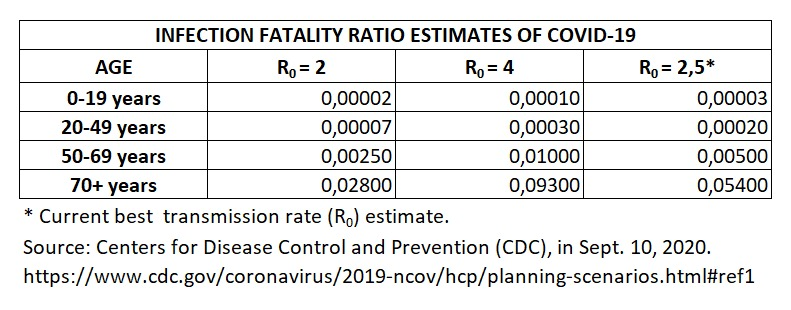 INFECTION FATALITY RATIO ESTIMATES OF COVID-19
AGE R₀ = 2 R₀ = 4 R₀ = 2,5*
0-19 years 0,00002 0,00010 0,00003
20-49 years 0,00007 0,00030 0,00020
50-69 years 0,00250 0,01000 0,00500
70+ years 0,02800 0,09300 0,05400
* Current best transmission rate (R₀) estimate.
Source: Centers for Disease Control and Prevention (CDC), in Sept. 10, 2020.
https://www.cdc.gov/coronavirus/2019-ncov/hcp/planning-scenarios.html#ref1